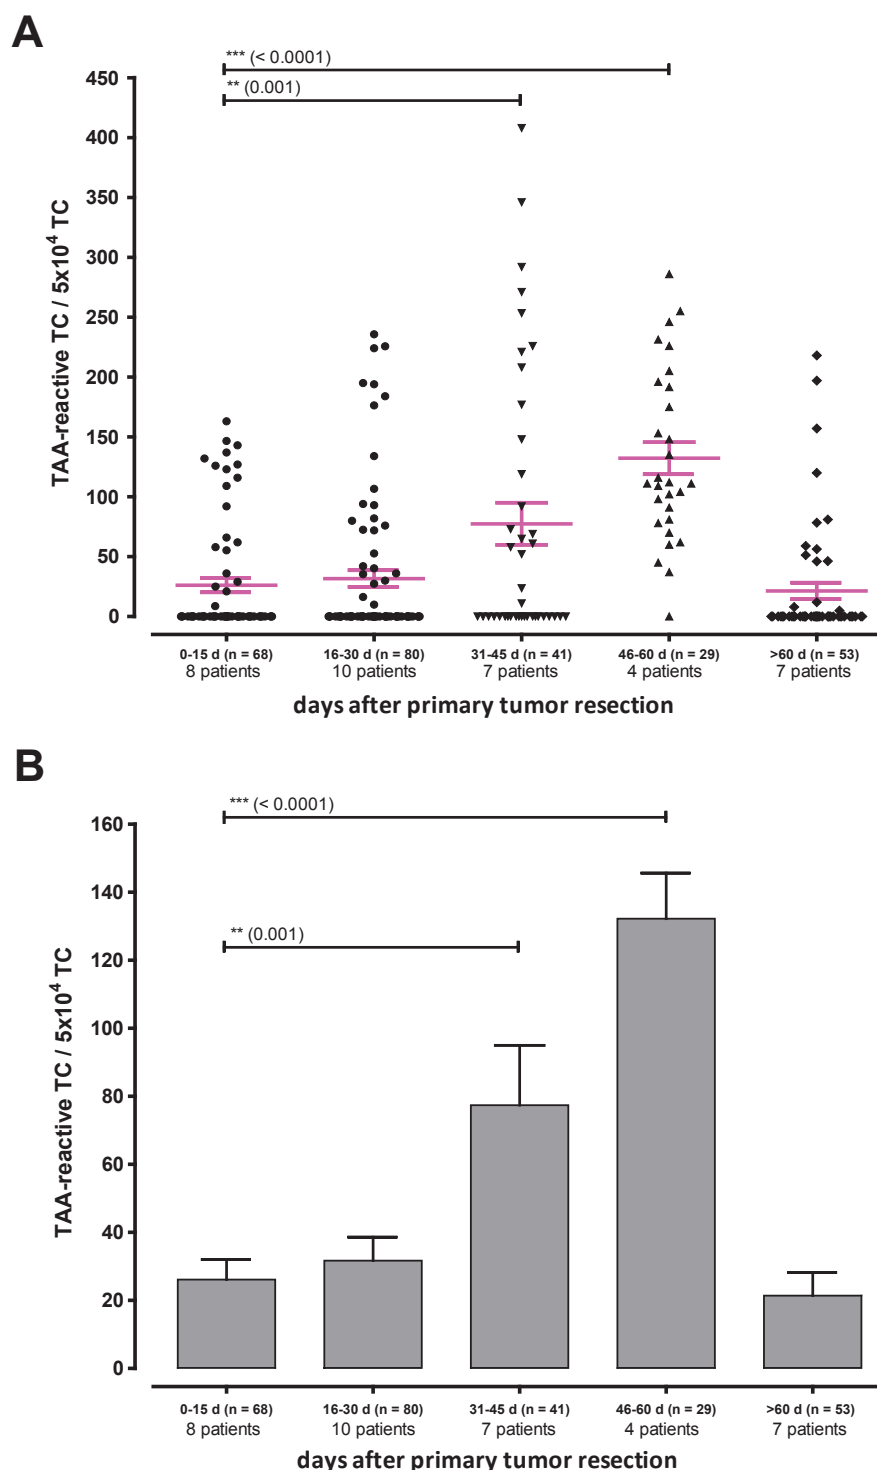 A
*** (< 0.0001)
** (0.001)
450
400
350
300
250
200
150
100
50
0
TAA-reactive TC / 5x10⁴ TC
0-15 d (n = 68)
8 patients
16-30 d (n = 80)
10 patients
31-45 d (n = 41)
7 patients
46-60 d (n = 29)
4 patients
>60 d (n = 53)
7 patients
days after primary tumor resection
B
*** (< 0.0001)
** (0.001)
160
140
120
100
80
60
40
20
0
TAA-reactive TC / 5x10⁴ TC
0-15 d (n = 68)
8 patients
16-30 d (n = 80)
10 patients
31-45 d (n = 41)
7 patients
46-60 d (n = 29)
4 patients
>60 d (n = 53)
7 patients
days after primary tumor resection